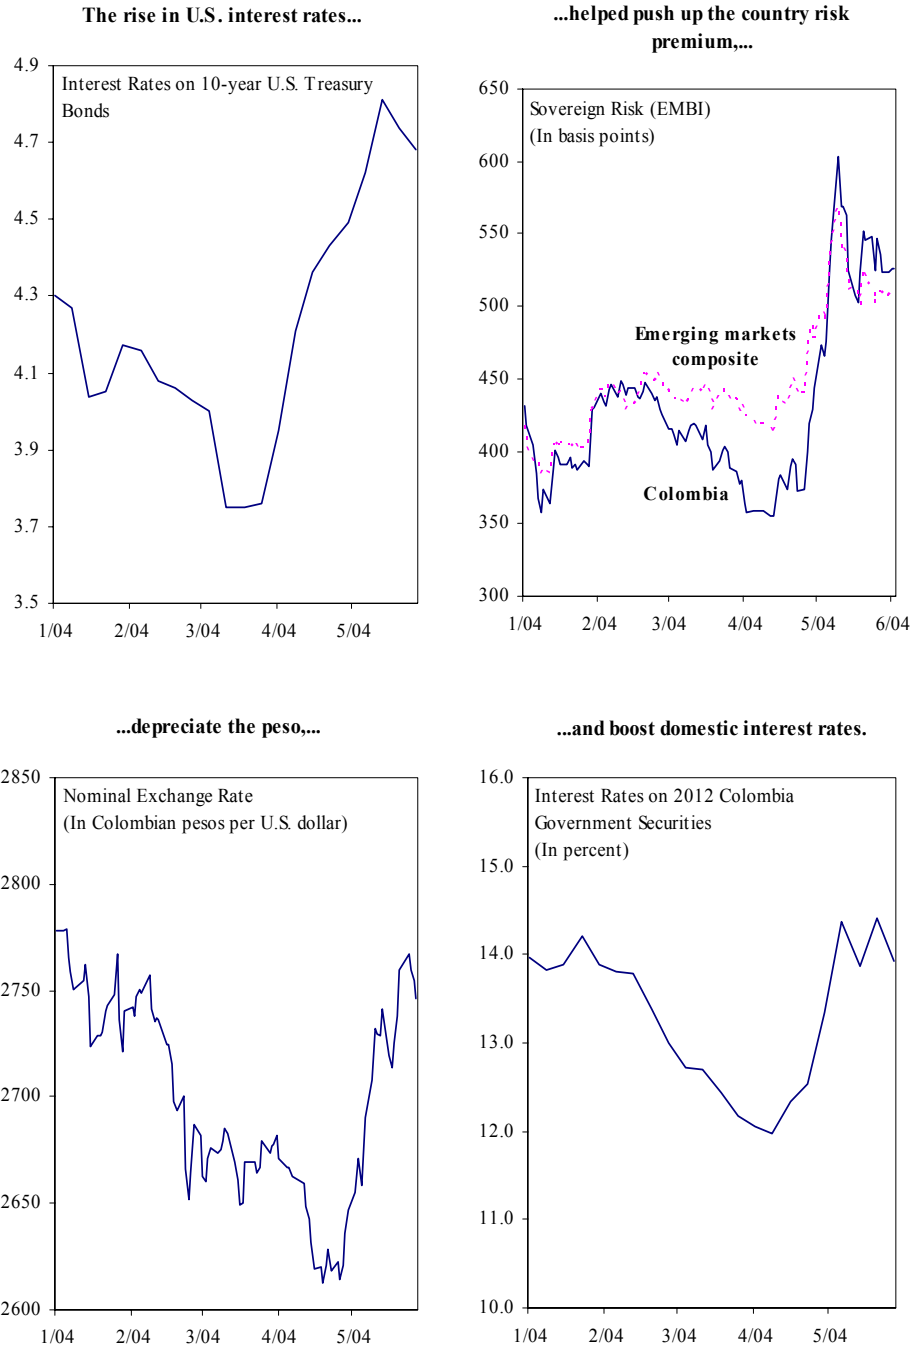 The rise in U.S. interest rates...
4.9
4.7
4.5
4.3
4.1
3.9
3.7
3.5
Interest Rates on 10-year U.S. Treasury
Bonds
1/04 2/04 3/04 4/04 5/04
...helped push up the country risk
premium,...
650
600
550
500
450
400
350
300
Sovereign Risk (EMBI)
(In basis points)
Emerging markets
composite
Colombia
1/04 2/04 3/04 4/04 5/04 6/04
...depreciate the peso,...
2850
2800
2750
2700
2650
2600
Nominal Exchange Rate
(In Colombian pesos per U.S. dollar)
1/04 2/04 3/04 4/04 5/04
...and boost domestic interest rates.
16.0
15.0
14.0
13.0
12.0
11.0
10.0
Interest Rates on 2012 Colombia
Government Securities
(In percent)
1/04 2/04 3/04 4/04 5/04